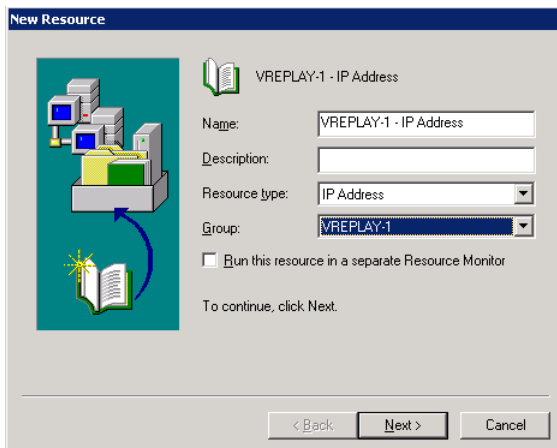 New Resource
VREPLAY-1 - IP Address
Name:
VREPLAY-1 - IP Address
Description:
Resource type:
IP Address
Group:
VREPLAY-1
Run this resource in a separate Resource Monitor
To continue, click Next.
< Back
Next >
Cancel